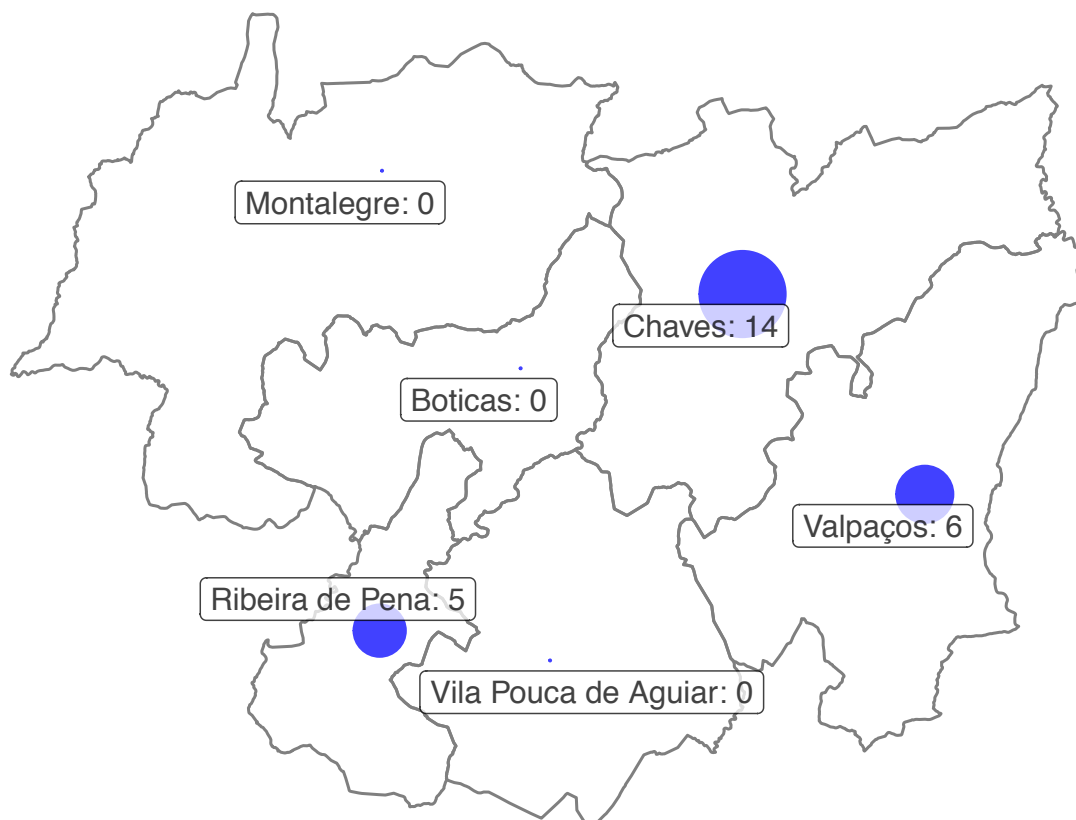 Montalegre: 0
Chaves: 14
Boticas: 0
Valpaços: 6
Ribeira de Pena: 5
Vila Pouca de Aguiar: 0